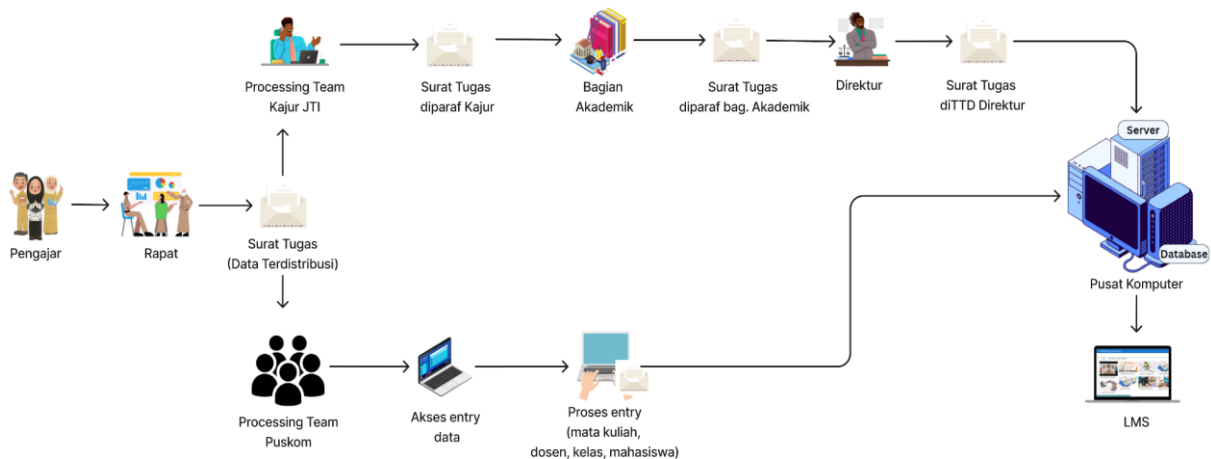 Processing Team
Kajur JTI
Surat Tugas
diparaf Kajur
Bagian
Akademik
Surat Tugas
diparaf bag. Akademik
Direktur
Surat Tugas
diTTD Direktur
Server
Database
Pusat Komputer
Pengajar
Rapat
Surat Tugas
(Data Terdistribusi)
Processing Team
Puskom
Akses entry
data
Proses entry
(mata kuliah,
dosen, kelas, mahasiswa)
LMS